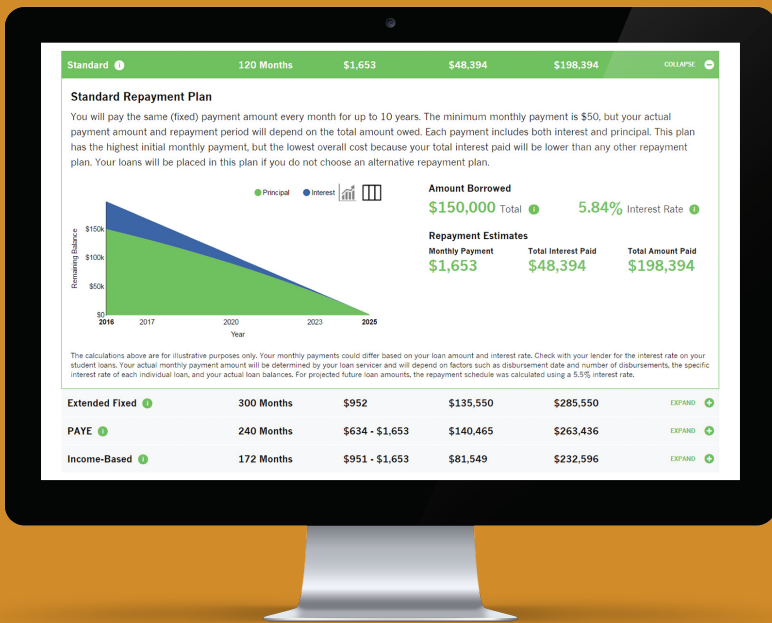 Standard 120 Months $1,653 $48,394 $198,394 COLLAPSE
Standard Repayment Plan
You will pay the same (fixed) payment amount every month for up to 10 years. The minimum monthly payment is $50, but your actual
payment amount and repayment period will depend on the total amount owed. Each payment includes both interest and principal. This plan
has the highest initial monthly payment, but the lowest overall cost because your total interest paid will be lower than any other repayment
plan. Your loans will be placed in this plan if you do not choose an alternative repayment plan.
Principal Interest
Remaining Balance
$150k
$100k
$50k
$0
2016 2017 2020 2023 2025
Year
Amount Borrowed
$150,000 Total 5.84% Interest Rate
Repayment Estimates
Monthly Payment Total Interest Paid Total Amount Paid
$1,653 $48,394 $198,394
The calculations above are for illustrative purposes only. Your monthly payments could differ based on your loan amount and interest rate. Check with your lender for the interest rate on your
student loans. Your actual monthly payment amount will be determined by your loan servicer and will depend on factors such as disbursement date and number of disbursements, the specific
interest rate of each individual loan, and your actual loan balances. For projected future loan amounts, the repayment schedule was calculated using a 5.5% interest rate.
Extended Fixed 300 Months $952 $135,550 $285,550 EXPAND
PAYE 240 Months $634 - $1,653 $140,465 $263,436 EXPAND
Income-Based 172 Months $951 - $1,653 $81,549 $232,596 EXPAND